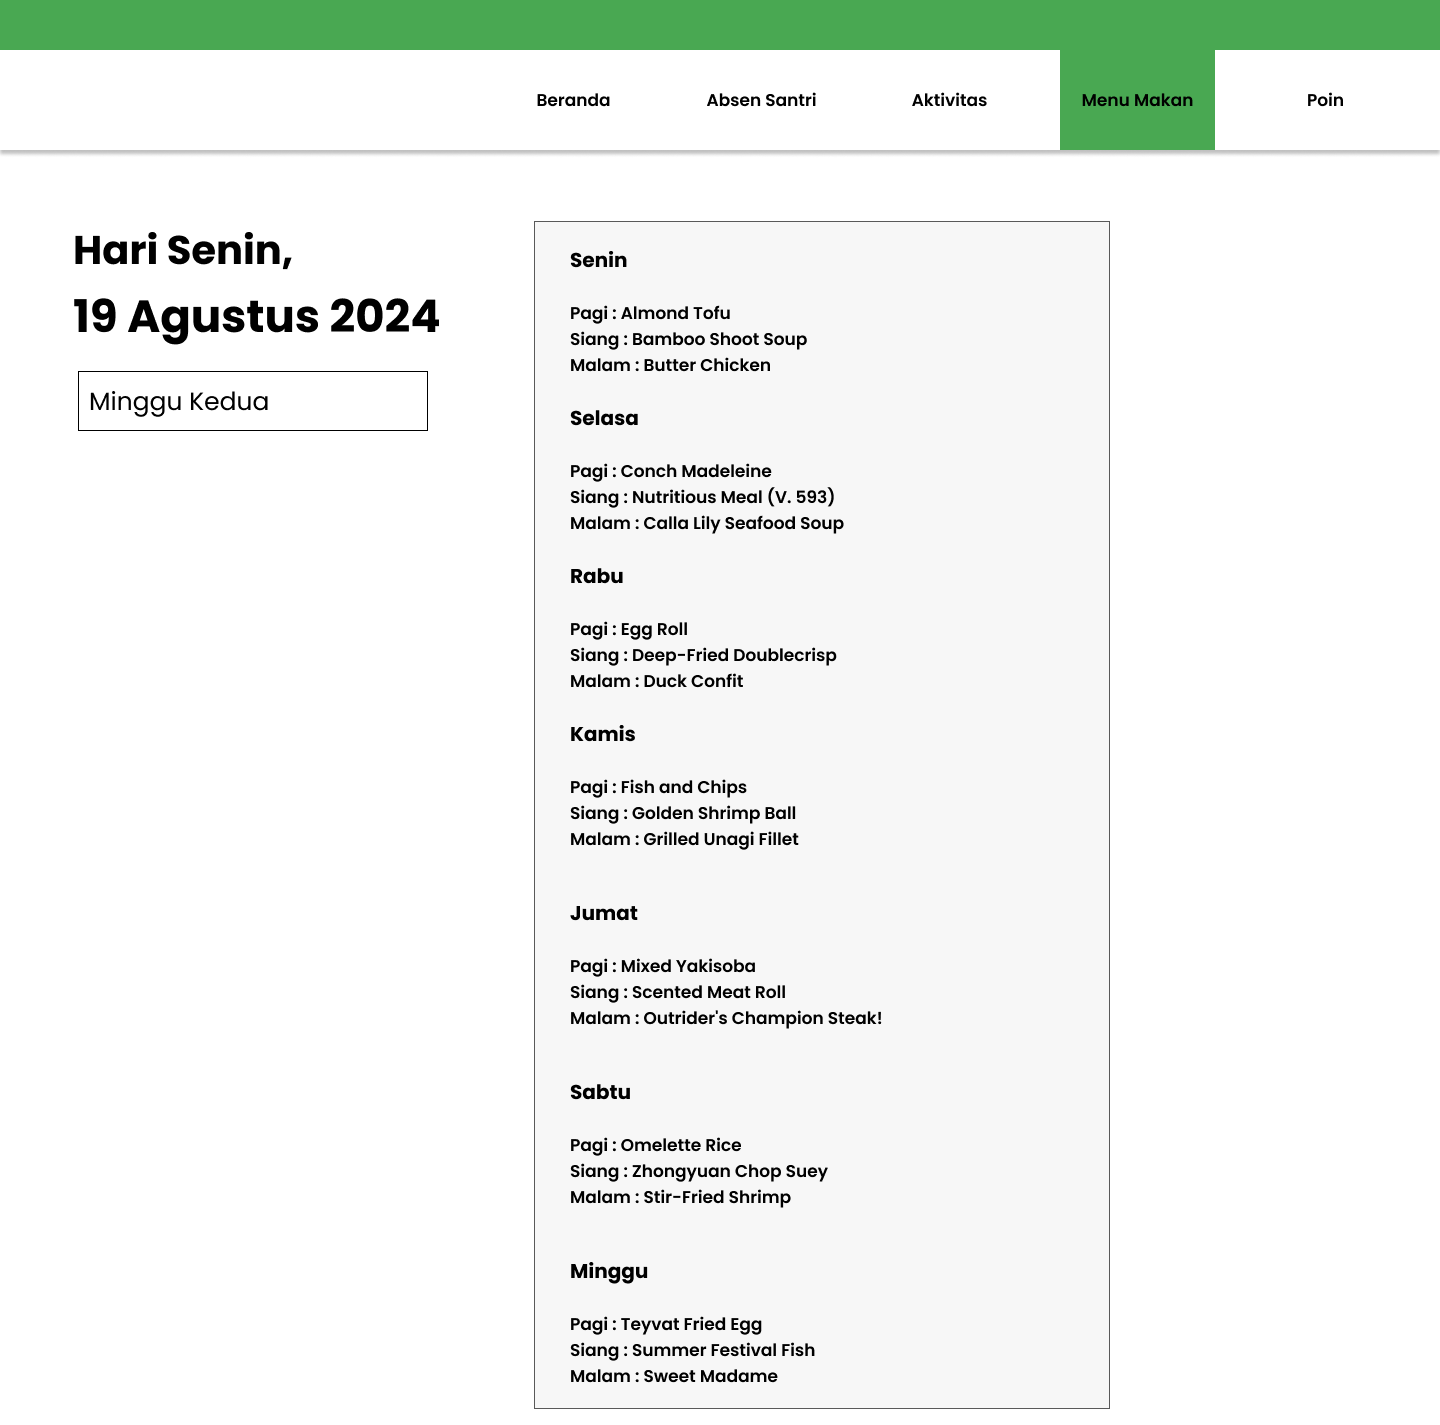 Beranda
Absen Santri
Aktivitas
Menu Makan
Poin
Hari Senin,
19 Agustus 2024
Minggu Kedua
Senin
Pagi : Almond Tofu
Siang : Bamboo Shoot Soup
Malam : Butter Chicken
Selasa
Pagi : Conch Madeleine
Siang : Nutritious Meal (V. 593)
Malam : Calla Lily Seafood Soup
Rabu
Pagi : Egg Roll
Siang : Deep-Fried Doublecrisp
Malam : Duck Confit
Kamis
Pagi : Fish and Chips
Siang : Golden Shrimp Ball
Malam : Grilled Unagi Fillet
Jumat
Pagi : Mixed Yakisoba
Siang : Scented Meat Roll
Malam : Outrider's Champion Steak!
Sabtu
Pagi : Omelette Rice
Siang : Zhongyuan Chop Suey
Malam : Stir-Fried Shrimp
Minggu
Pagi : Teyvat Fried Egg
Siang : Summer Festival Fish
Malam : Sweet Madame